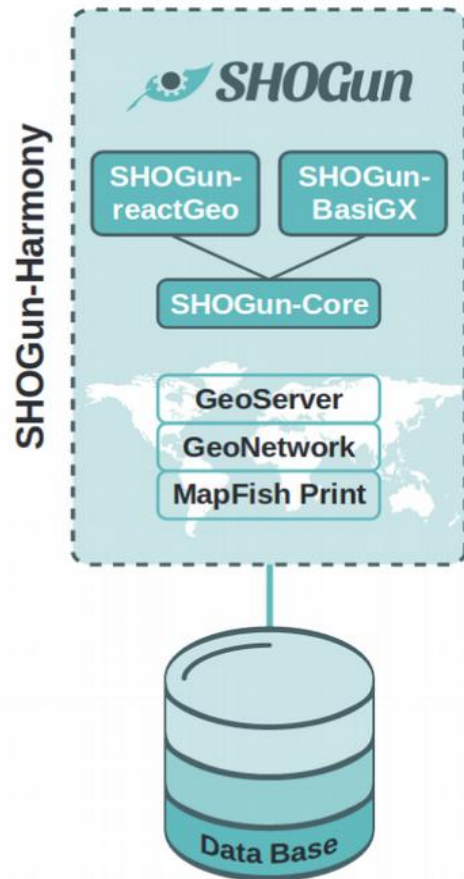 SHOGun-Harmony
SHOGun
SHOGun-
reactGeo
SHOGun-
BasiGX
SHOGun-Core
GeoServer
GeoNetwork
MapFish Print
Data Base